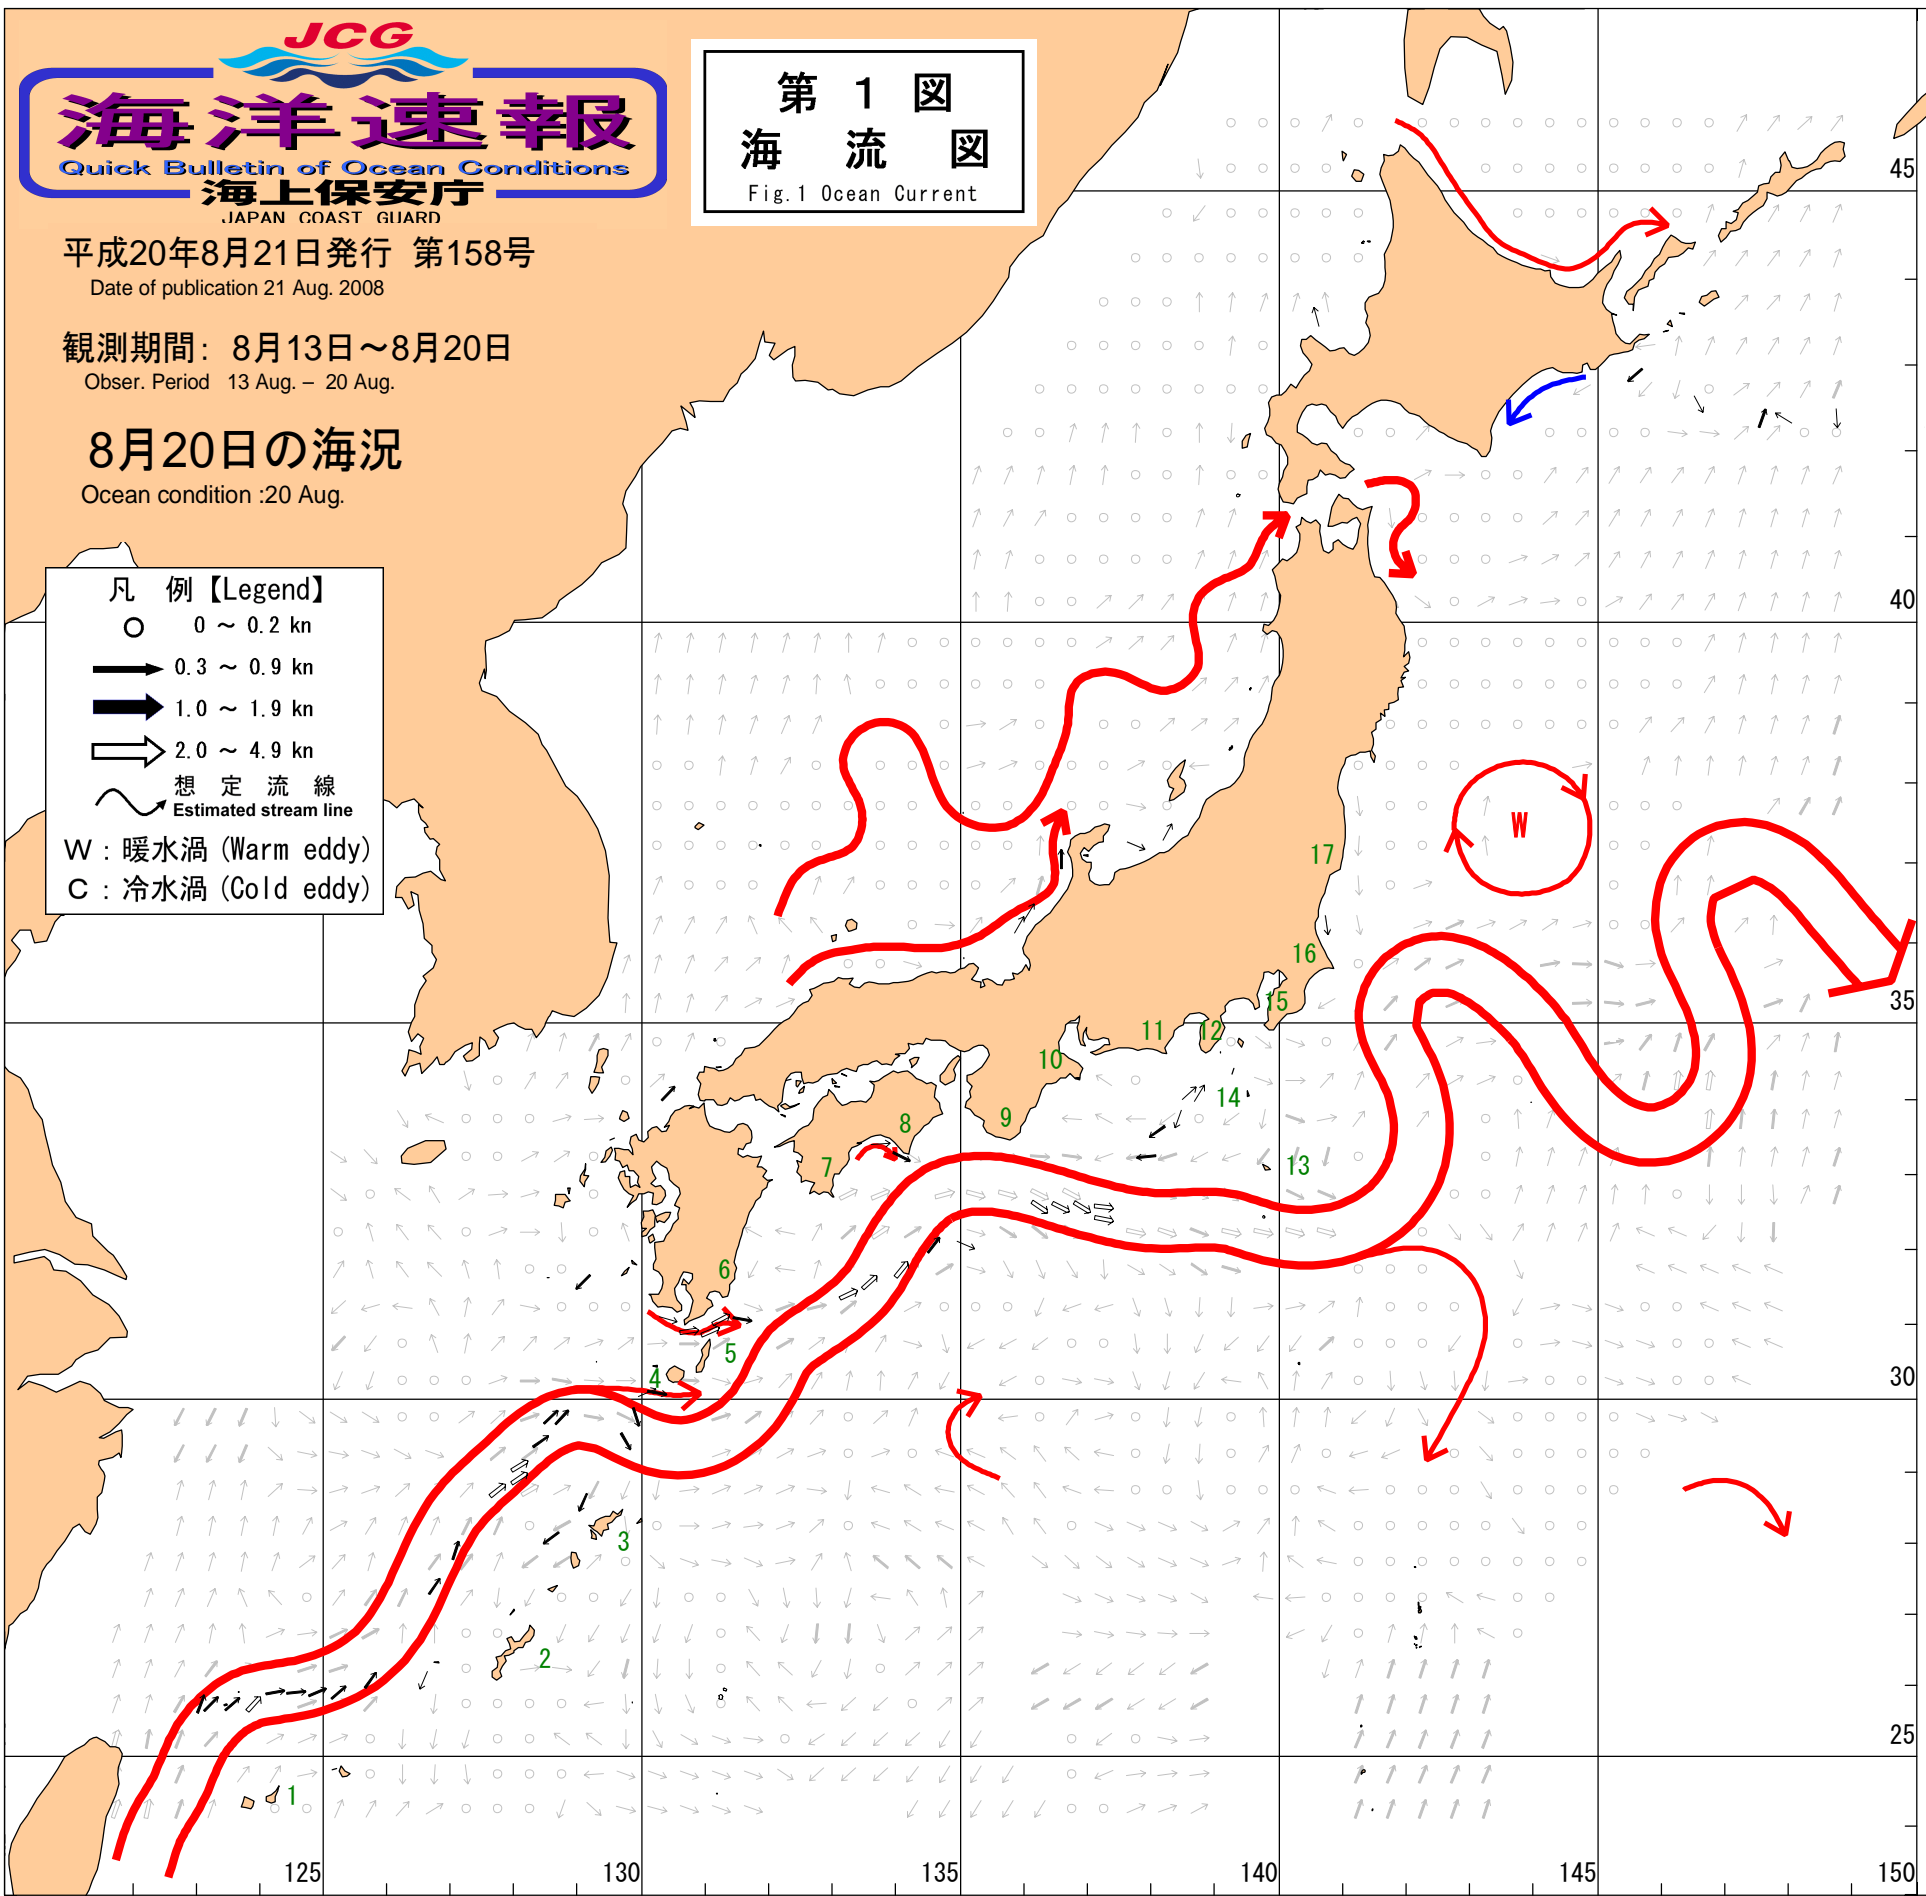 JCG
海洋速報
Quick Bulletin of Ocean Conditions
海上保安庁
JAPAN COAST GUARD
平成20年8月21日発行 第158号
Date of publication 21 Aug. 2008
観測期間: 8月13日～8月20日
Obser. Period 13 Aug. – 20 Aug.
8月20日の海況
Ocean condition :20 Aug.
第 1 図
海 流 図
Fig.1 Ocean Current
凡 例【Legend】
0 ～ 0.2 kn
0.3 ～ 0.9 kn
1.0 ～ 1.9 kn
2.0 ～ 4.9 kn
想 定 流 線
Estimated stream line
W : 暖水渦 (Warm eddy)
C : 冷水渦 (Cold eddy)
45
40
W
17
16
35
15
12
11
10
14
9
8
7
13
6
5
4
30
3
2
25
1
125
130
135
140
145
150